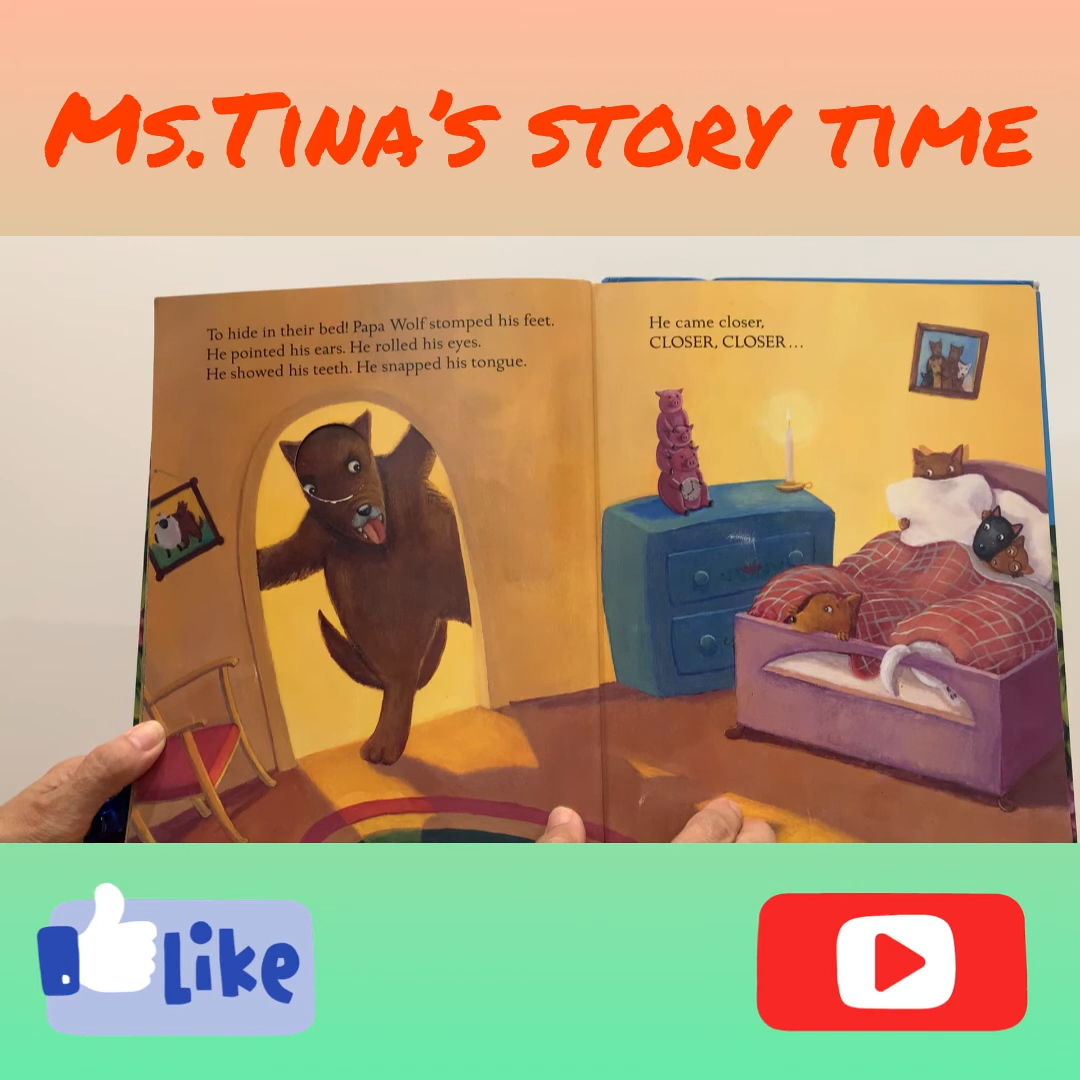 Ms.Tina's story time
To hide in their bed! Papa Wolf stomped his feet.
He pointed his ears. He rolled his eyes.
He showed his teeth. He snapped his tongue.
He came closer,
CLOSER, CLOSER...
Like